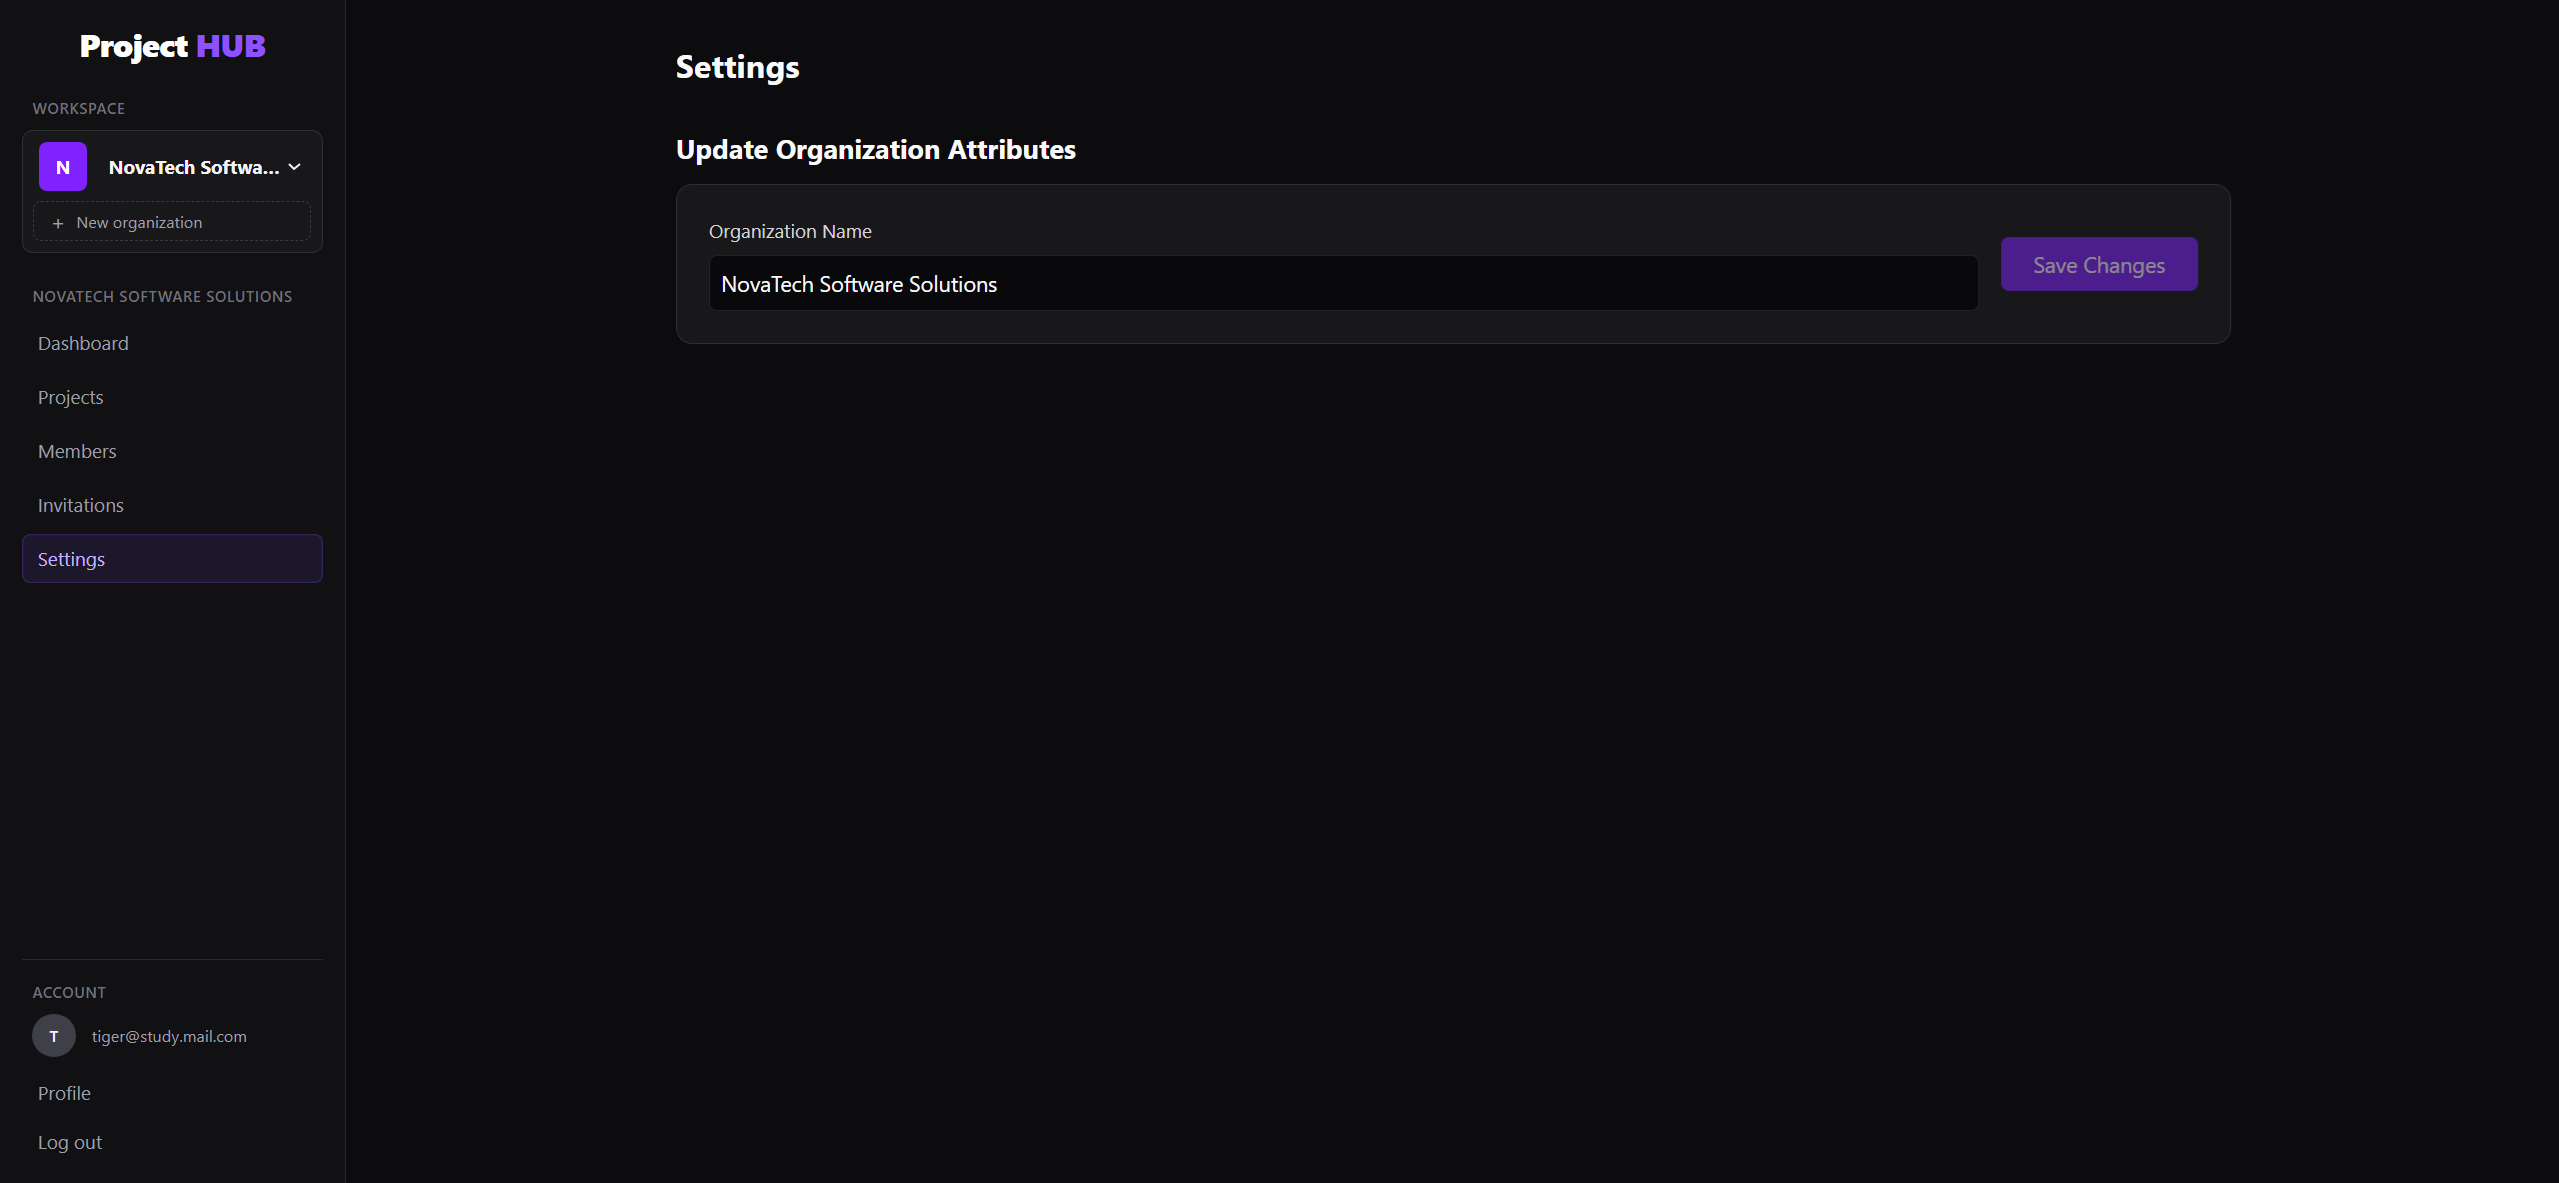 Project HUB
WORKSPACE
N
NovaTech Softwa...
+ New organization
NOVATECH SOFTWARE SOLUTIONS
Dashboard
Projects
Members
Invitations
Settings
ACCOUNT
T
tiger@study.mail.com
Profile
Log out
Settings
Update Organization Attributes
Organization Name
NovaTech Software Solutions
Save Changes